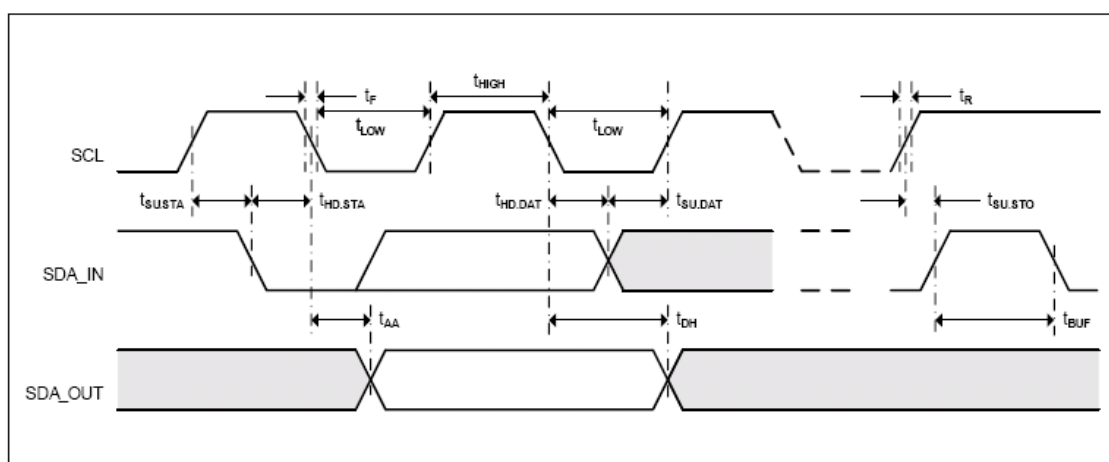 tHIGH
tF
tR
tLOW
tLOW
SCL
tSU.STA
tHD.STA
tHD.DAT
tSU.DAT
tSU.STO
SDA_IN
tAA
tDH
tBUF
SDA_OUT